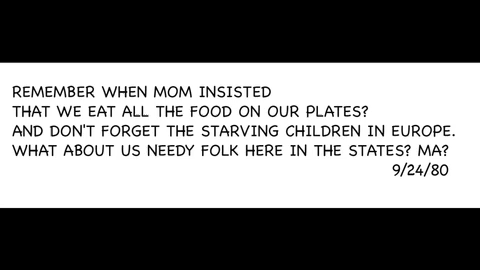 REMEMBER WHEN MOM INSISTED
THAT WE EAT ALL THE FOOD ON OUR PLATES?
AND DON'T FORGET THE STARVING CHILDREN IN EUROPE.
WHAT ABOUT US NEEDY FOLK HERE IN THE STATES? MA?
9/24/80